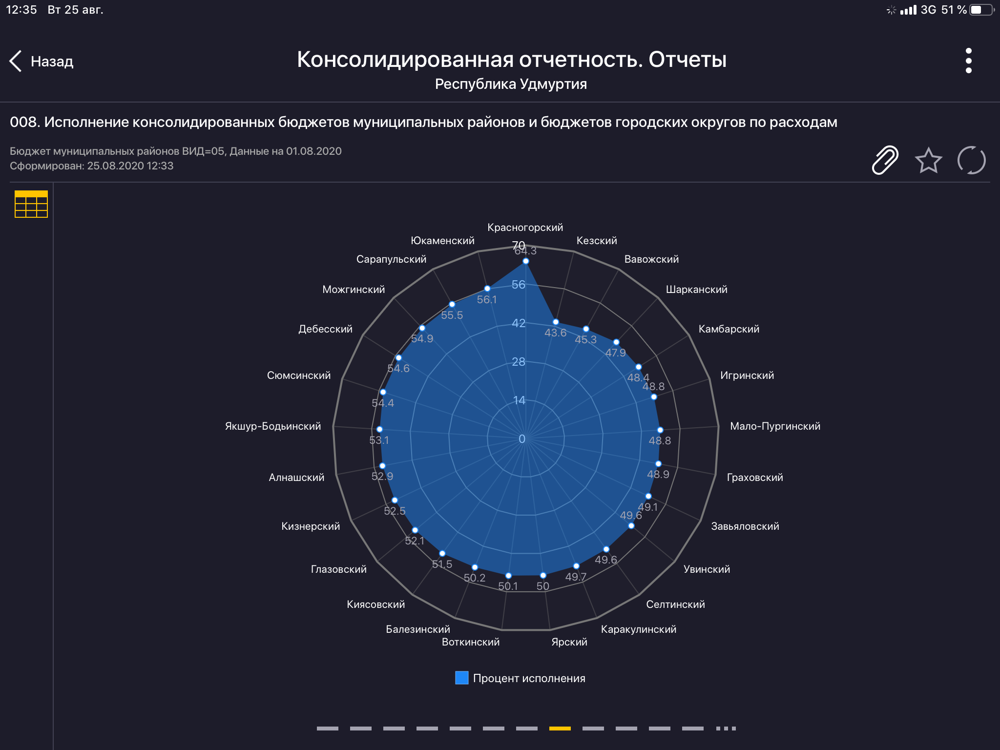 12:35 Вт 25 авг.
3G 51 %
Назад
Консолидированная отчетность. Отчеты
Республика Удмуртия
008. Исполнение консолидированных бюджетов муниципальных районов и бюджетов городских округов по расходам
Бюджет муниципальных районов ВИД=05, Данные на 01.08.2020
Сформирован: 25.08.2020 12:33
Красногорский
Юкаменский
Кезский
70
64.3
Сарапульский
Вавожский
56
Можгинский
Шарканский
56.1
55.5
42
Дебесский
Камбарский
54.9
43.6
45.3
47.9
28
54.6
Сюмсинский
Игринский
48.4
48.8
14
54.4
Якшур-Бодьинский
Мало-Пургинский
0
53.1
48.8
Алнашский
Граховский
52.9
48.9
52.5
49.1
49.6
Кизнерский
Завьяловский
52.1
49.6
51.5
Глазовский
Увинский
50.2
49.7
50.1
50
Киясовский
Селтинский
Балезинский
Каракулинский
Воткинский
Ярский
Процент исполнения